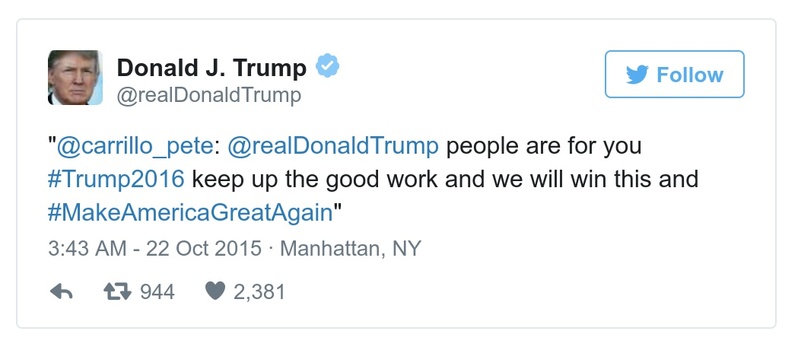 Donald J. Trump
@realDonaldTrump
Follow
"@carrillo_pete: @realDonaldTrump people are for you
#Trump2016 keep up the good work and we will win this and
#MakeAmericaGreatAgain"
3:43 AM - 22 Oct 2015 · Manhattan, NY
944 2,381